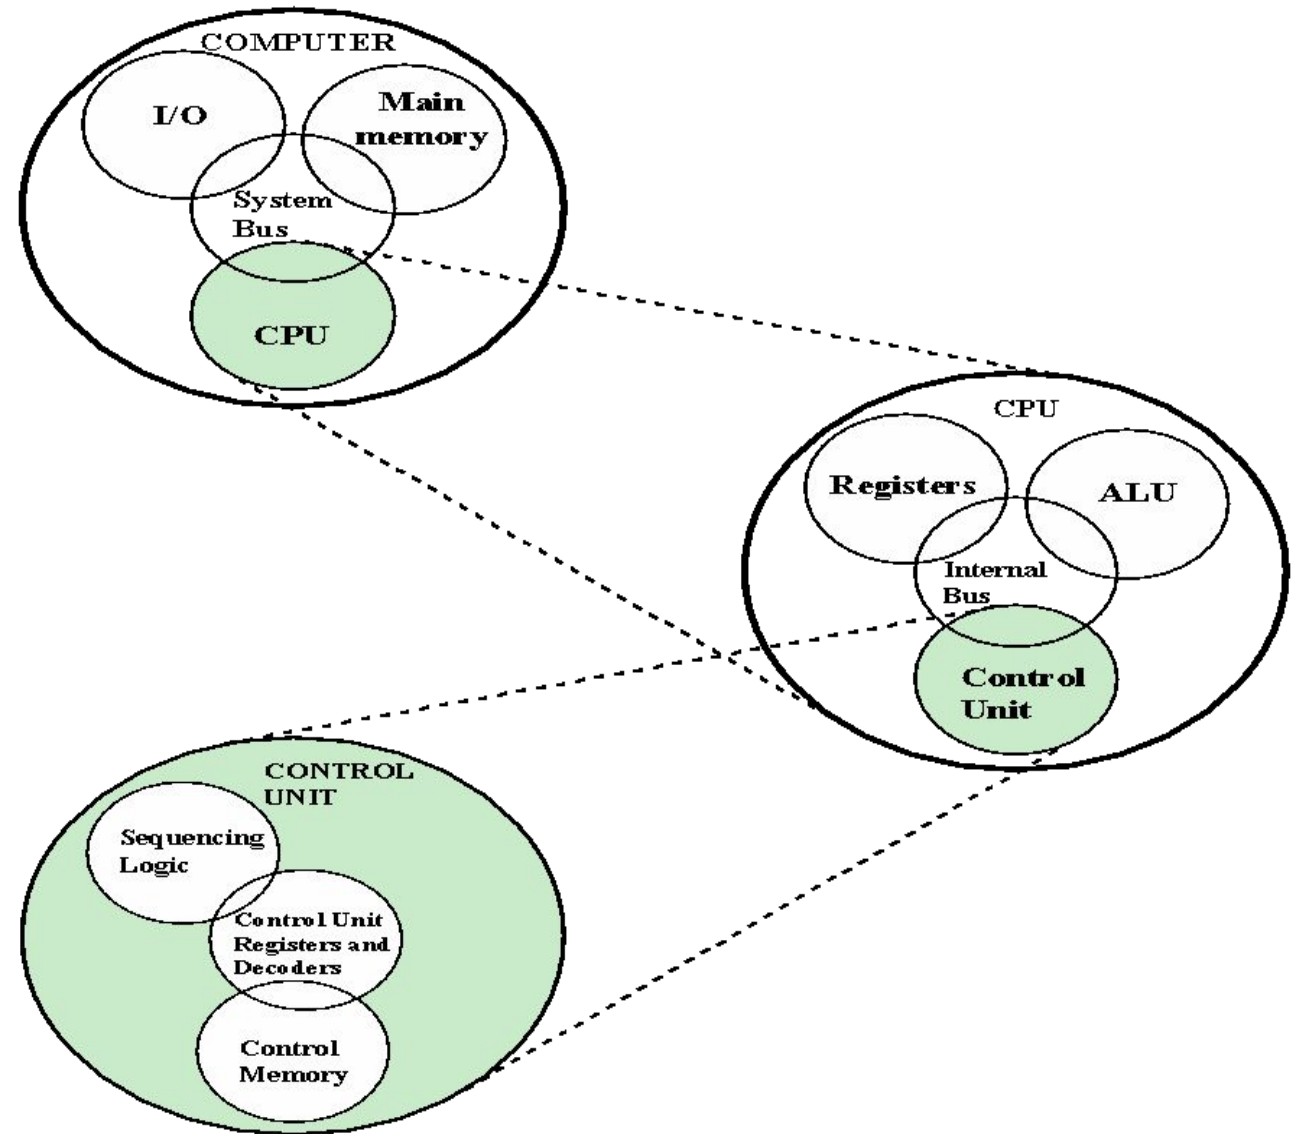 COMPUTER
I/O
Main
memory
System
Bus
CPU
CPU
Registers
ALU
Internal
Bus
Control
Unit
CONTROL
UNIT
Sequencing
Logic
Control Unit
Registers and
Decoders
Control
Memory